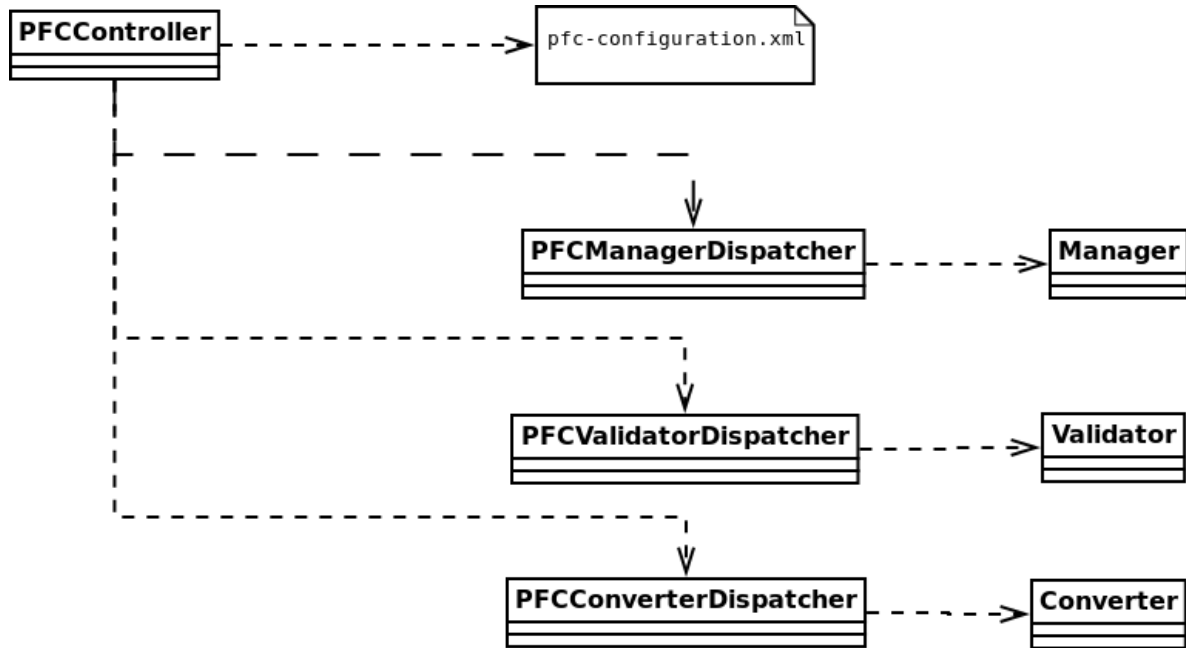 PFCController
pfc-configuration.xml
PFCManagerDispatcher
Manager
PFCValidatorDispatcher
Validator
PFCConverterDispatcher
Converter